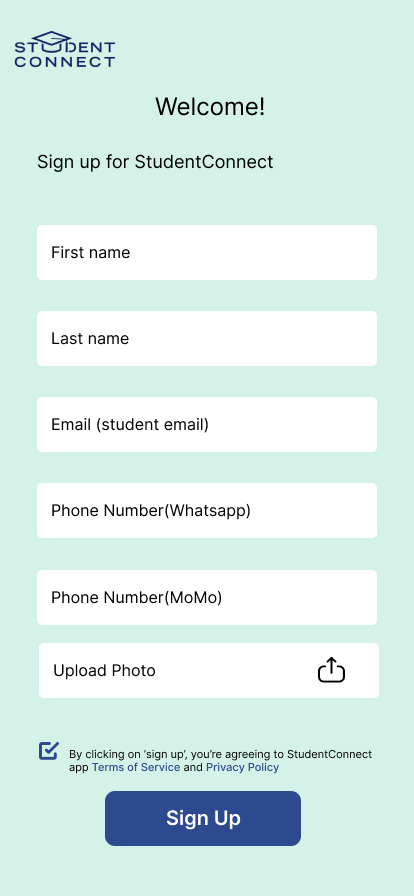 STUDENT
CONNECT
Welcome!
Sign up for StudentConnect
First name
Last name
Email (student email)
Phone Number(Whatsapp)
Phone Number(MoMo)
Upload Photo
By clicking on ‘sign up’, you’re agreeing to StudentConnect
app Terms of Service and Privacy Policy
Sign Up